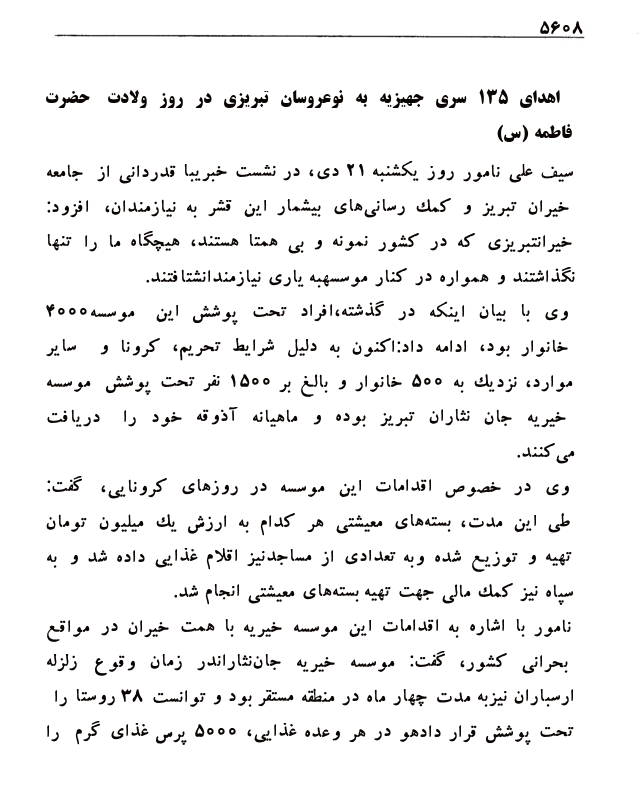 ۵۶۰۸
اهدای ۱۳۵ سری جهیزیه به نوعروسان تبریزی در روز ولادت حضرت
فاطمه (س)
سیف علی نامور روز یکشنبه ۲۱ دی، در نشست خبریبا قدردانی از جامعه
خیران تبریز و کمك رسانی‌های بیشمار این قشر به نیازمندان، افزود:
خیرانتبریزی که در کشور نمونه و بی همتا هستند، هیچگاه ما را تنها
نگذاشتند و همواره در کنار موسسهبه یاری نیازمندانشتافتند.
وی با بیان اینکه در گذشته،افراد تحت پوشش این موسسه۴۰۰۰
خانوار بود، ادامه داد:اکنون به دلیل شرایط تحریم، کرونا و سایر
موارد، نزدیك به ۵۰۰ خانوار و بالغ بر ۱۵۰۰ نفر تحت پوشش موسسه
خیریه جان نثاران تبریز بوده و ماهیانه آذوقه خود را دریافت
می‌کنند.
وی در خصوص اقدامات این موسسه در روزهای کرونایی، گفت:
طی این مدت، بسته‌های معیشتی هر کدام به ارزش یك میلیون تومان
تهیه و توزیع شده وبه تعدادی از مساجدنیز اقلام غذایی داده شد و به
سپاه نیز کمك مالی جهت تهیه بسته‌های معیشتی انجام شد.
نامور با اشاره به اقدامات این موسسه خیریه با همت خیران در مواقع
بحرانی کشور، گفت: موسسه خیریه جان‌نثاراندر زمان وقوع زلزله
ارسباران نیزبه مدت چهار ماه در منطقه مستقر بود و توانست ۳۸ روستا را
تحت پوشش قرار دادهو در هر وعده غذایی، ۵۰۰۰ پرس غذای گرم را